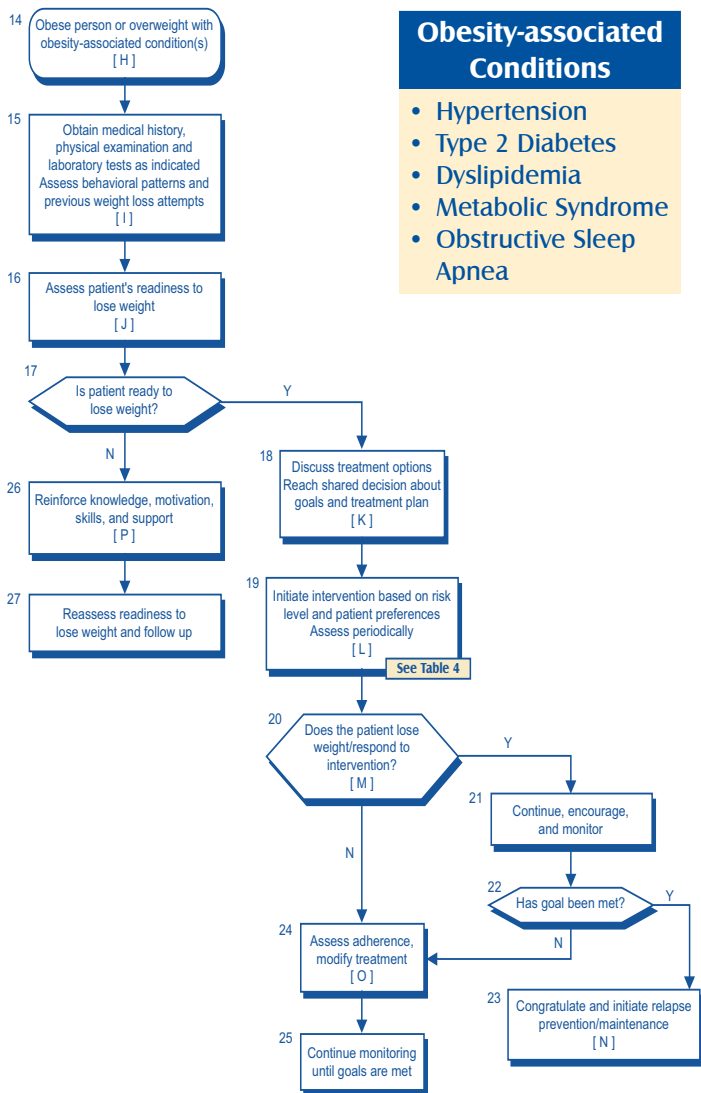 14
Obese person or overweight with
obesity-associated condition(s)
[ H ]
Obesity-associated
Conditions
• Hypertension
• Type 2 Diabetes
• Dyslipidemia
• Metabolic Syndrome
• Obstructive Sleep
Apnea
15
Obtain medical history,
physical examination and
laboratory tests as indicated
Assess behavioral patterns and
previous weight loss attempts
[ I ]
16
Assess patient's readiness to
lose weight
[ J ]
17
Is patient ready to
lose weight?
Y
N
18
Discuss treatment options
Reach shared decision about
goals and treatment plan
[ K ]
26
Reinforce knowledge, motivation,
skills, and support
[ P ]
19
Initiate intervention based on risk
level and patient preferences
Assess periodically
[ L ]
See Table 4
27
Reassess readiness to
lose weight and follow up
20
Does the patient lose
weight/respond to
intervention?
[ M ]
Y
N
21
Continue, encourage,
and monitor
22
Has goal been met?
Y
N
24
Assess adherence,
modify treatment
[ O ]
23
Congratulate and initiate relapse
prevention/maintenance
[ N ]
25
Continue monitoring
until goals are met